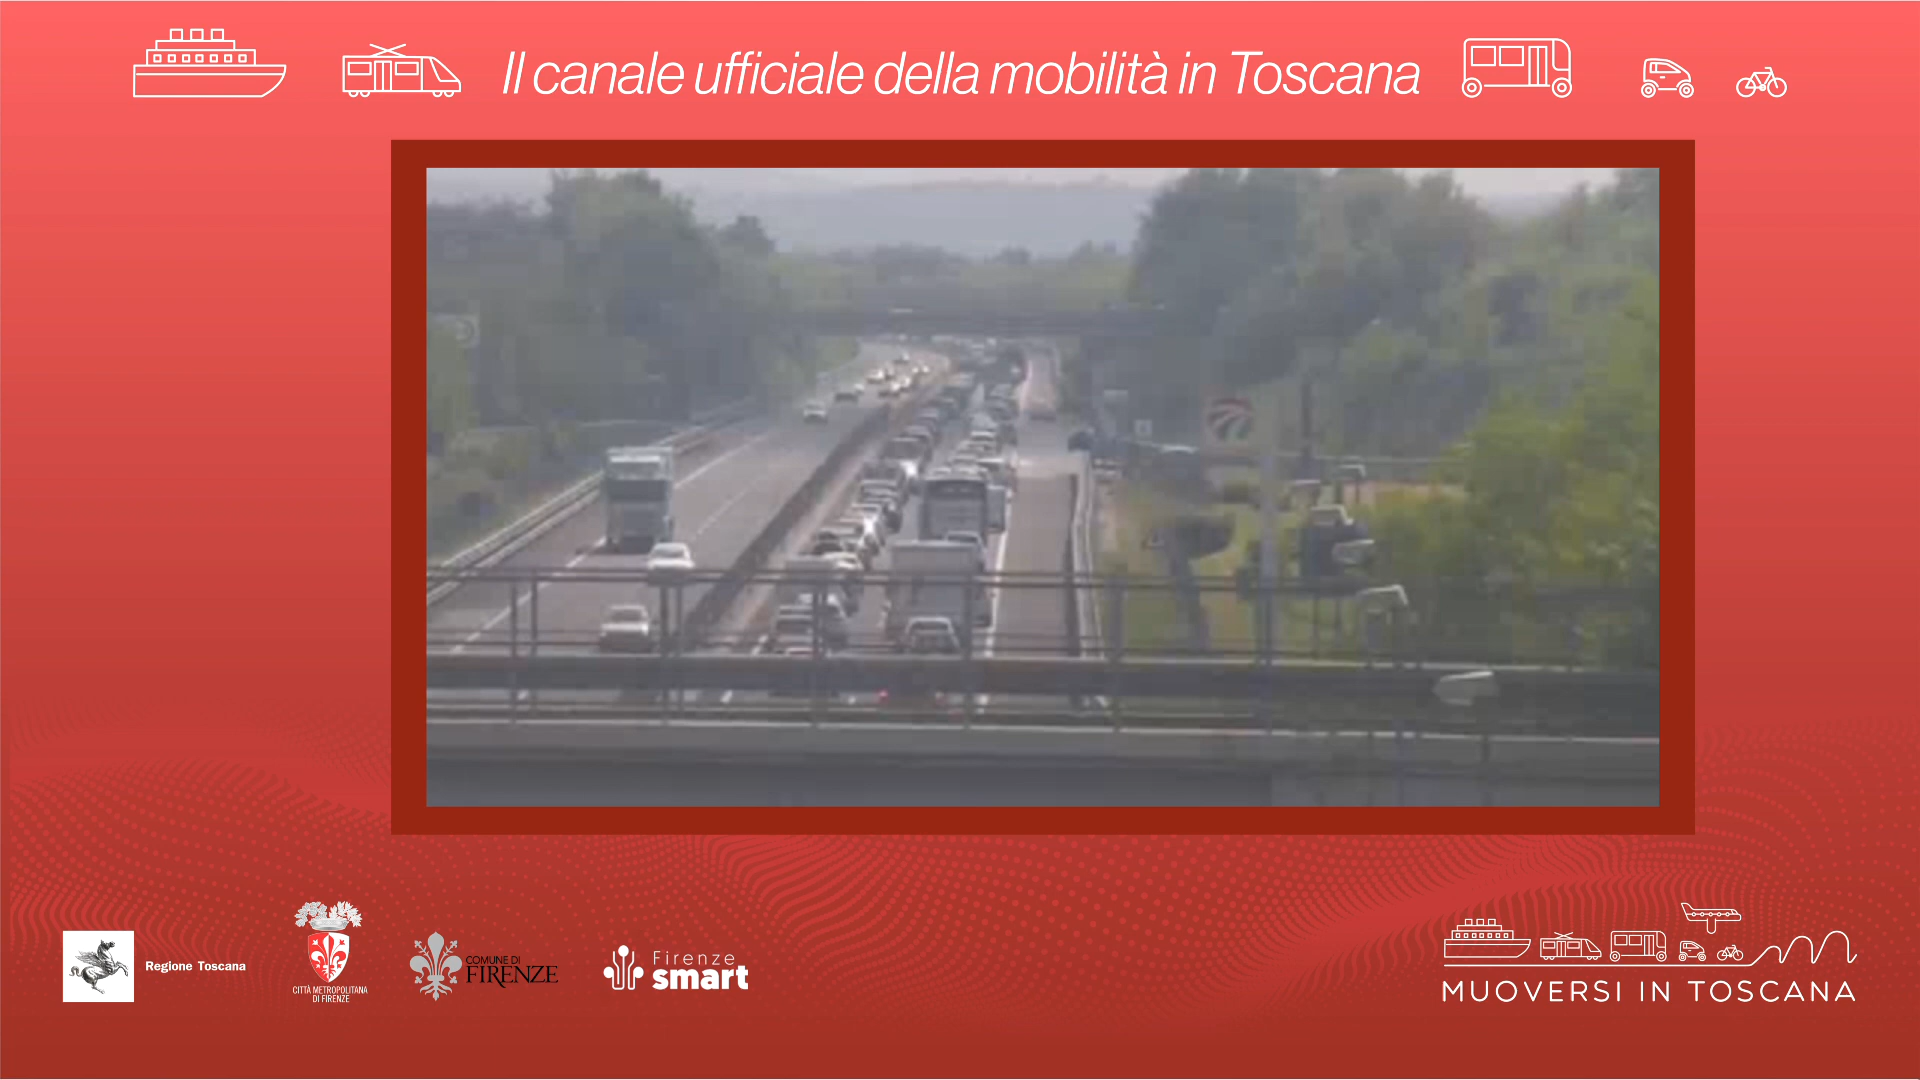 Il canale ufficiale della mobilità in Toscana
Regione Toscana
CITTÀ METROPOLITANA
DI FIRENZE
COMUNE DI
FIRENZE
Firenze
smart
MUOVERSI IN TOSCANA